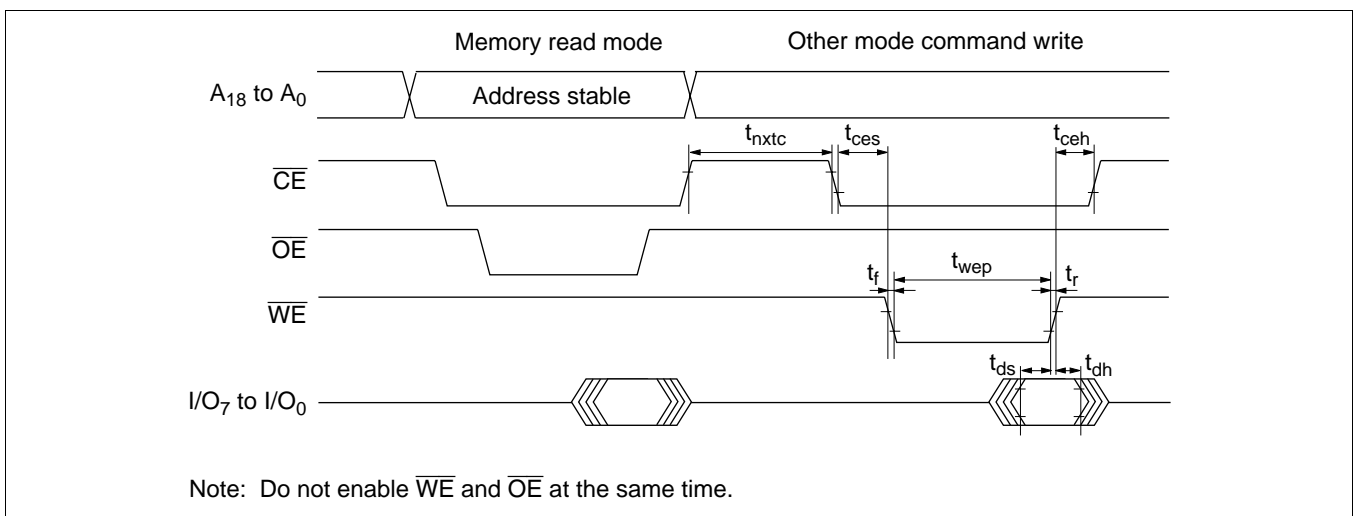 Memory read mode Other mode command write
A18 to A0 Address stable
tnxtc tces tceh
CE
OE
tf twep tr
WE
tds tdh
I/O7 to I/O0
Note: Do not enable WE and OE at the same time.